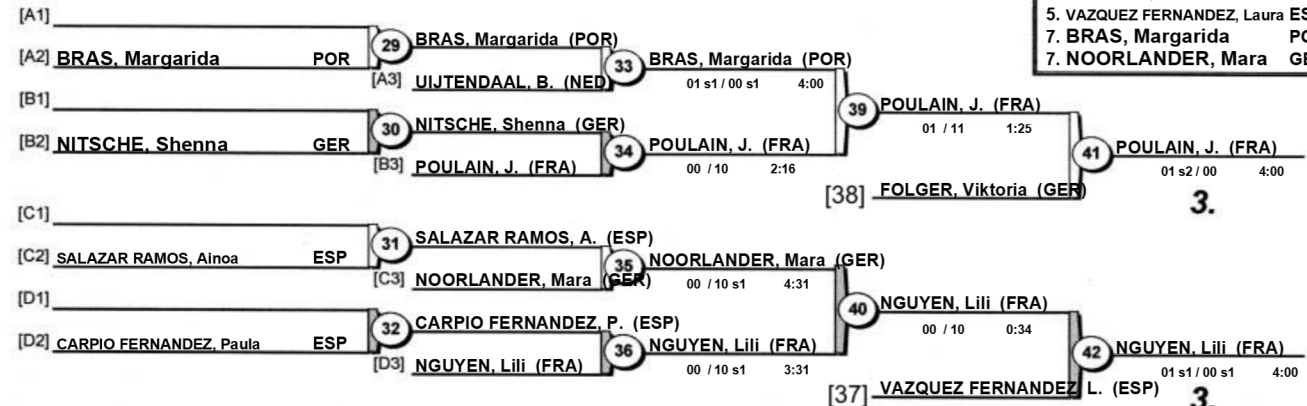 5. VAZQUEZ FERNANDEZ, Laura ES
7. BRAS, Margarida PO
7. NOORLANDER, Mara GE
[A1]
[A2] BRAS, Margarida POR
29
BRAS, Margarida (POR)
[A3] UIJTENDAAL, B. (NED)
33
BRAS, Margarida (POR)
01 s1 / 00 s1 4:00
[B1]
[B2] NITSCHE, Shenna GER
30
NITSCHE, Shenna (GER)
[B3] POULAIN, J. (FRA)
34
POULAIN, J. (FRA)
00 / 10 2:16
39
POULAIN, J. (FRA)
01 / 11 1:25
[38] FOLGER, Viktoria (GER)
41
POULAIN, J. (FRA)
01 s2 / 00 4:00
3.
[C1]
[C2] SALAZAR RAMOS, Ainoa ESP
31
SALAZAR RAMOS, A. (ESP)
[C3] NOORLANDER, Mara (GER)
35
NOORLANDER, Mara (GER)
00 / 10 s1 4:31
[D1]
[D2] CARPIO FERNANDEZ, Paula ESP
32
CARPIO FERNANDEZ, P. (ESP)
[D3] NGUYEN, Lili (FRA)
36
NGUYEN, Lili (FRA)
00 / 10 s1 3:31
40
NGUYEN, Lili (FRA)
00 / 10 0:34
[37] VAZQUEZ FERNANDEZ L. (ESP)
42
NGUYEN, Lili (FRA)
01 s1 / 00 s1 4:00
3.